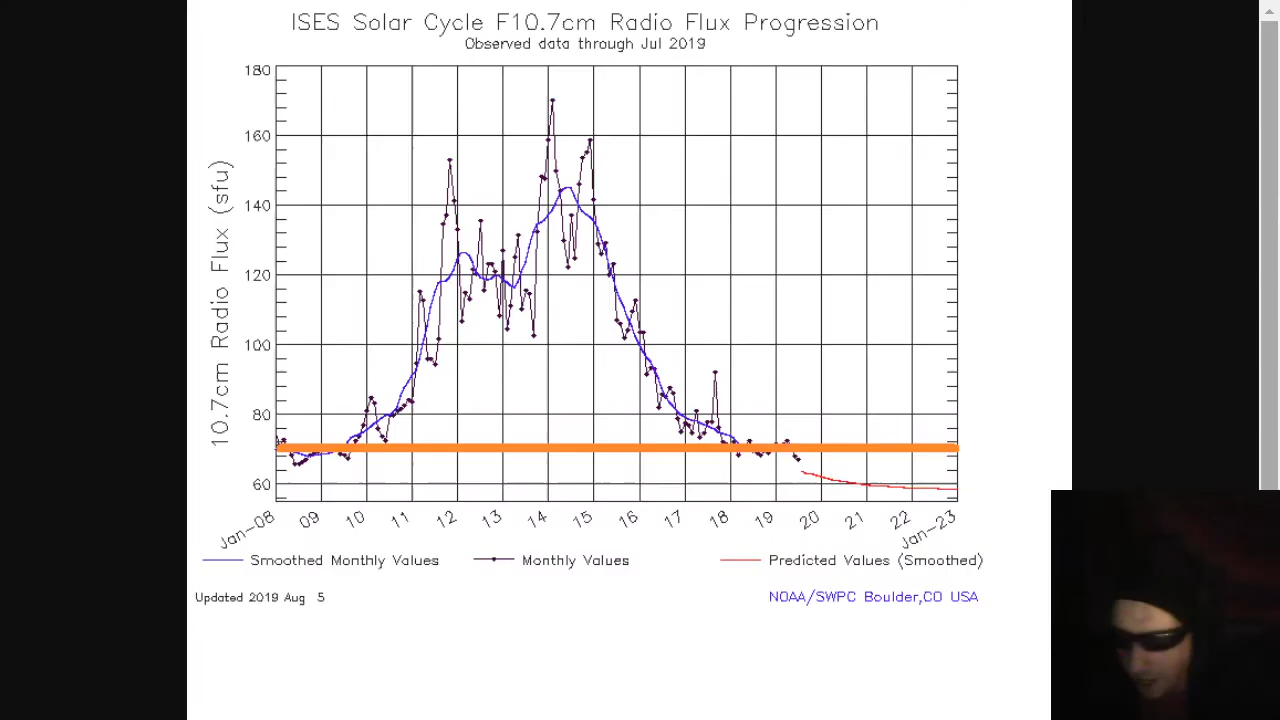 ISES Solar Cycle F10.7cm Radio Flux Progression
Observed data through Jul 2019
180
160
140
120
100
80
60
10.7cm Radio Flux (sfu)
Jan-08 09 10 11 12 13 14 15 16 17 18 19 20 21 22 Jan-23
Smoothed Monthly Values Monthly Values Predicted Values (Smoothed)
Updated 2019 Aug 5 NOAA/SWPC Boulder,CO USA